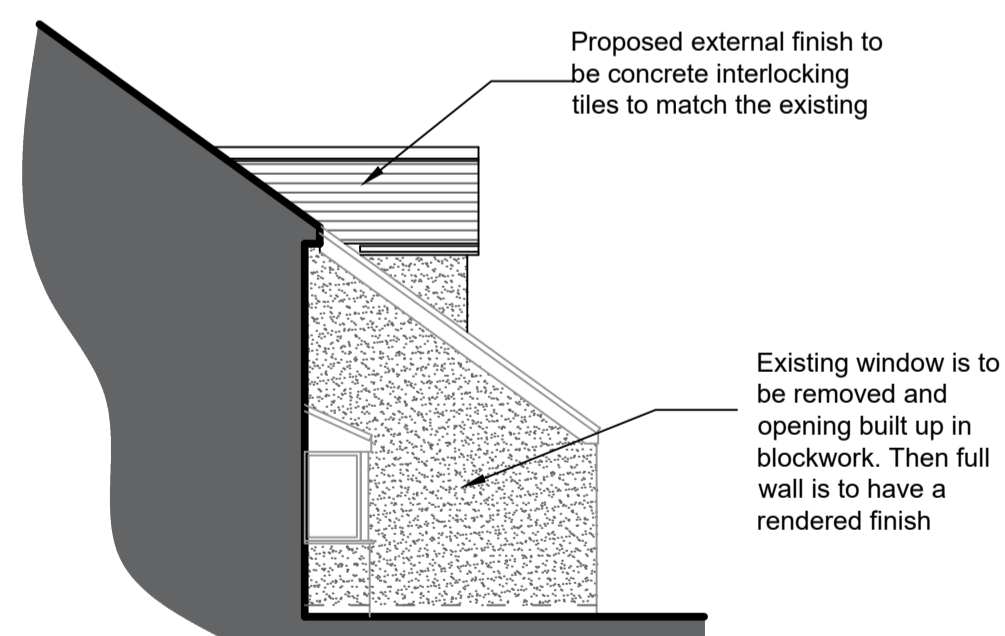 Proposed external finish to
be concrete interlocking
tiles to match the existing
Existing window is to
be removed and
opening built up in
blockwork. Then full
wall is to have a
rendered finish